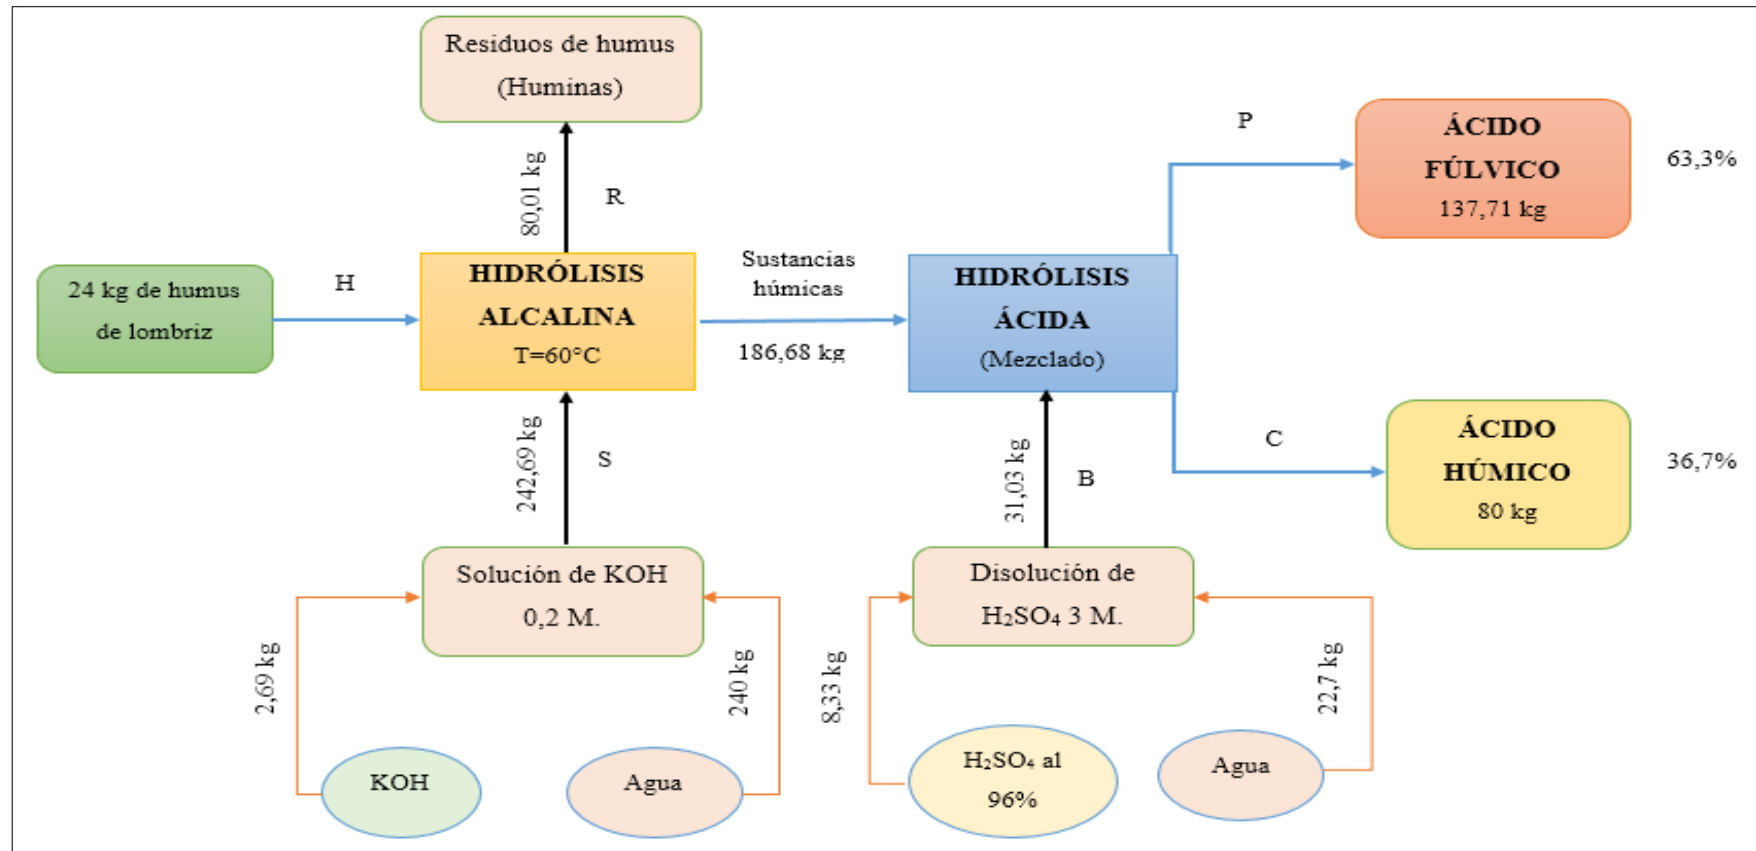 Residuos de humus
(Huminas)
80,01 kg
R
P
ÁCIDO
FÚLVICO
137,71 kg
63,3%
24 kg de humus
de lombriz
H
HIDRÓLISIS
ALCALINA
T=60°C
Sustancias
húmicas
186,68 kg
HIDRÓLISIS
ÁCIDA
(Mezclado)
C
ÁCIDO
HÚMICO
80 kg
36,7%
242,69 kg
S
31,03 kg
B
Solución de KOH
0,2 M.
Disolución de
H₂SO₄ 3 M.
2,69 kg
240 kg
8,33 kg
22,7 kg
KOH
Agua
H₂SO₄ al
96%
Agua